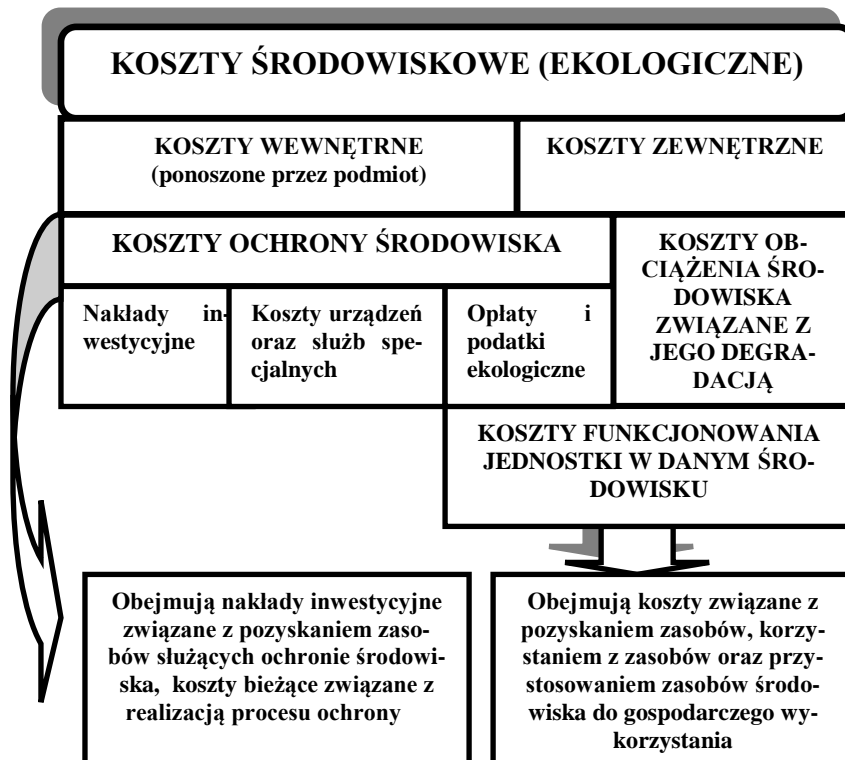 KOSZTY ŚRODOWISKOWE (EKOLOGICZNE)
KOSZTY WEWNĘTRNE
(ponoszone przez podmiot)
KOSZTY ZEWNĘTRZNE
KOSZTY OCHRONY ŚRODOWISKA
KOSZTY OB-
CIĄŻENIA ŚRO-
DOWISKA
ZWIĄZANE Z
JEGO DEGRA-
DACJĄ
Nakłady in-
westycyjne
Koszty urządzeń
oraz służb spe-
cjalnych
Opłaty i
podatki
ekologiczne
KOSZTY FUNKCJONOWANIA
JEDNOSTKI W DANYM ŚRO-
DOWISKU
Obejmują nakłady inwestycyjne
związane z pozyskaniem zaso-
bów służących ochronie środowi-
ska, koszty bieżące związane z
realizacją procesu ochrony
Obejmują koszty związane z
pozyskaniem zasobów, korzy-
staniem z zasobów oraz przy-
stosowaniem zasobów środo-
wiska do gospodarczego wy-
korzystania